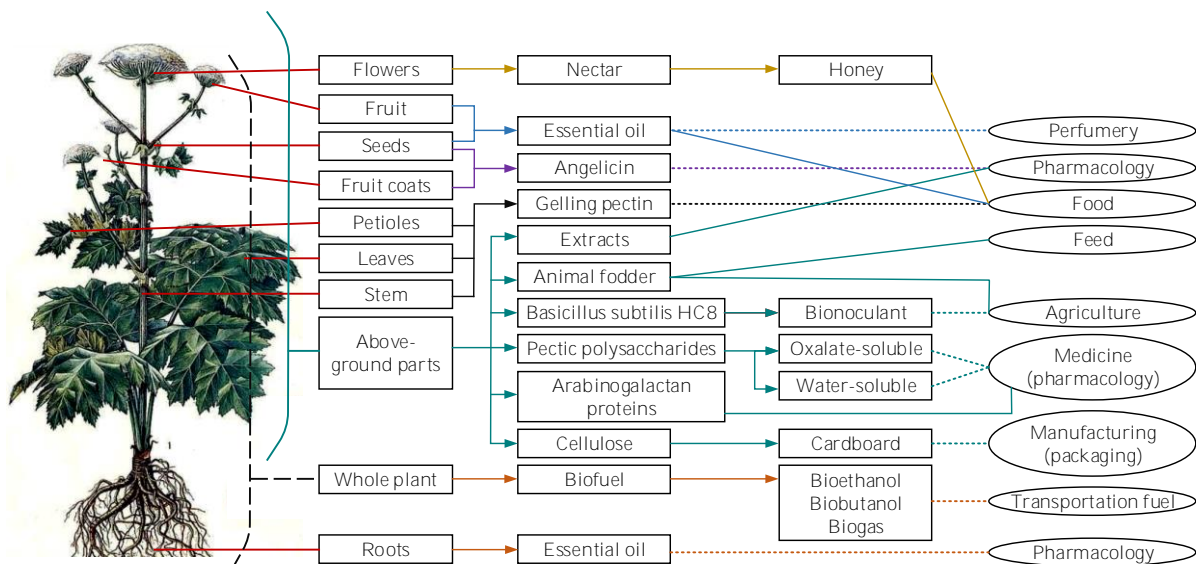 Flowers
Nectar
Honey
Fruit
Essential oil
Perfumery
Seeds
Angelicin
Pharmacology
Fruit coats
Gelling pectin
Food
Petioles
Extracts
Feed
Leaves
Animal fodder
Stem
Basicillus subtilis HC8
Bionoculant
Agriculture
Above-
ground parts
Pectic polysaccharides
Oxalate-soluble
Water-soluble
Medicine
(pharmacology)
Arabinogalactan
proteins
Cellulose
Cardboard
Manufacturing
(packaging)
Whole plant
Biofuel
Bioethanol
Biobutanol
Biogas
Transportation fuel
Roots
Essential oil
Pharmacology